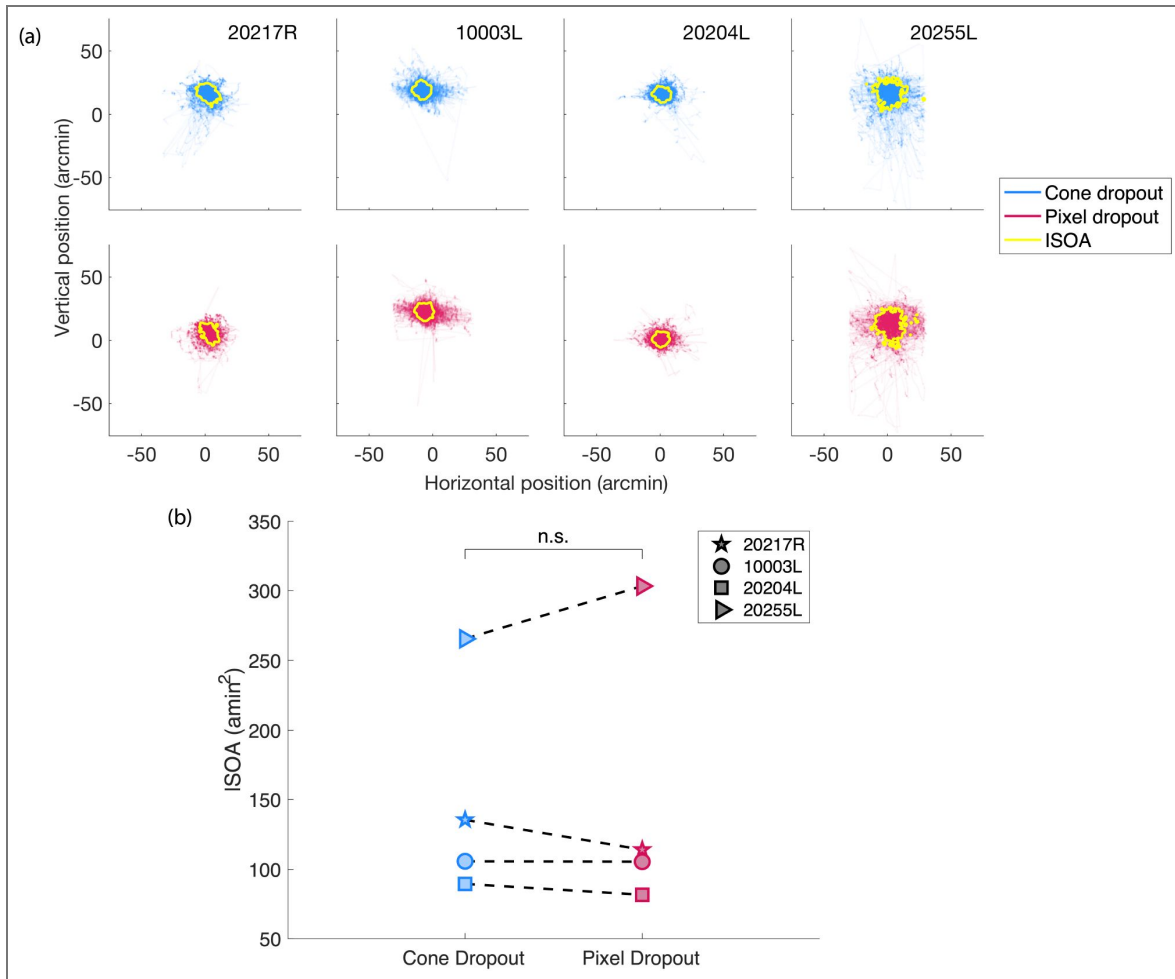 (a)
20217R
10003L
20204L
20255L
50
0
-50
Vertical position (arcmin)
Cone dropout
Pixel dropout
ISOA
50
0
-50
-50 0 50
-50 0 50
-50 0 50
-50 0 50
Horizontal position (arcmin)
(b)
350
300
250
200
150
100
50
ISOA (amin²)
n.s.
20217R
10003L
20204L
20255L
Cone Dropout
Pixel Dropout